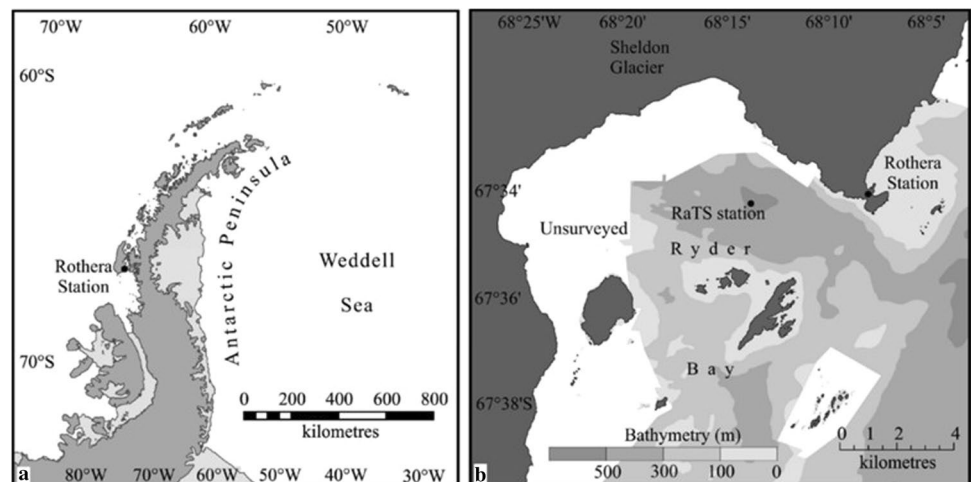 70°W 60°W 50°W
60°S
Antarctic Peninsula
Weddell
Sea
Rothera
Station
70°S
0 200 400 600 800
kilometres
a
80°W 70°W 60°W 50°W 40°W 30°W
68°25'W 68°20' 68°13' 68°10' 68°5'
Sheldon
Glacier
Rothera
Station
67°34'
RaTS station
Unsurveyed
Ryder
67°36'
Bay
67°38'S
Bathymetry (m)
500 300 100 0
0 2 4
kilometres
b